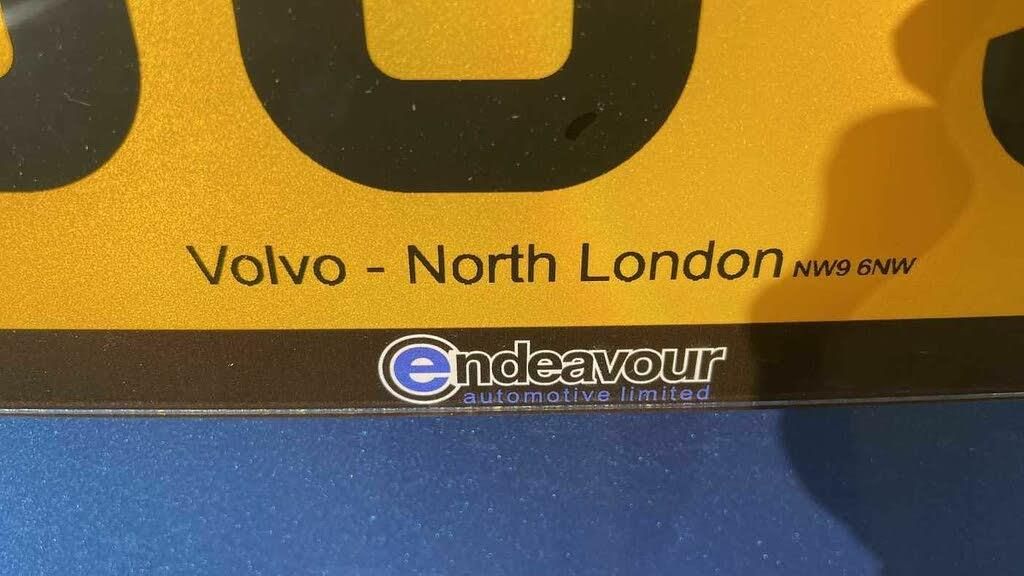 Volvo - North London NW9 6NW
endeavour
automotive limited